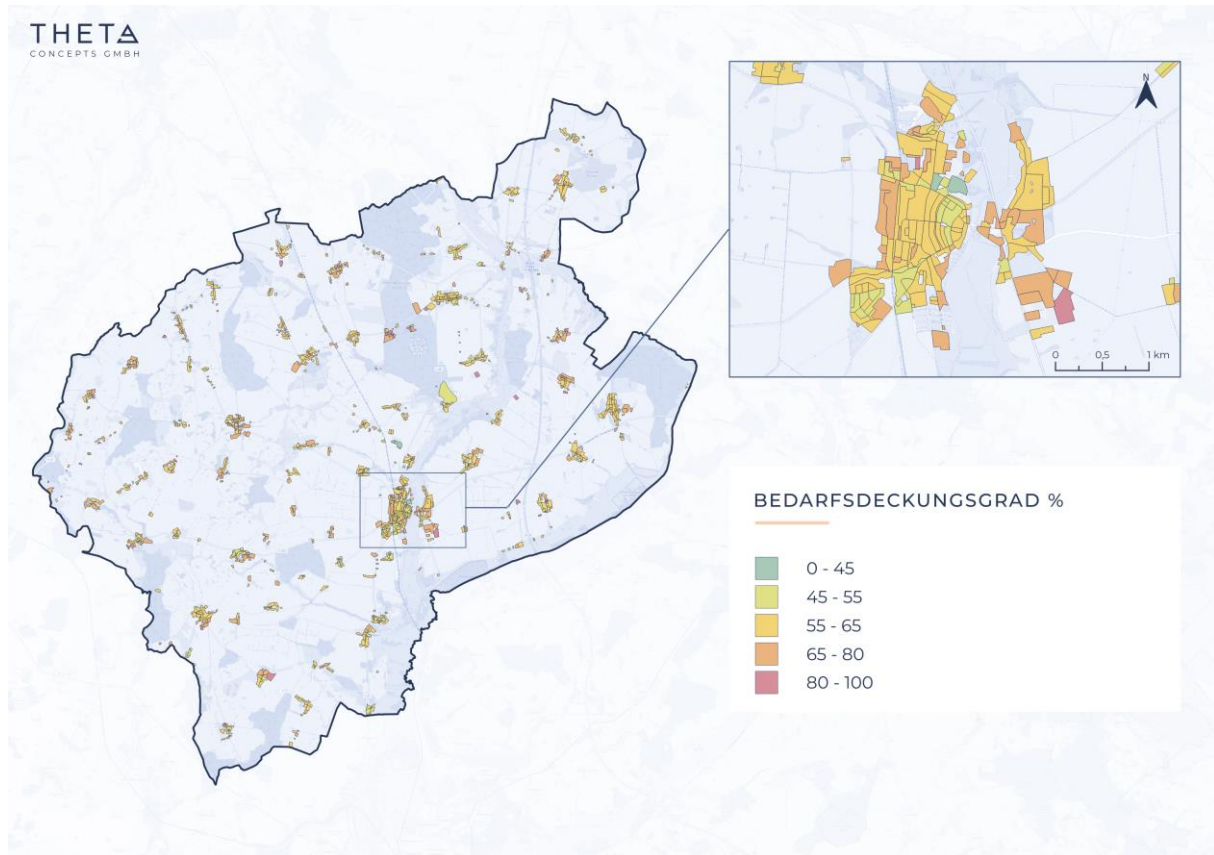 THETA
CONCEPTS GMBH
N
0 0,5 1 km
BEDARFSDECKUNGSGRAD %
0 - 45
45 - 55
55 - 65
65 - 80
80 - 100